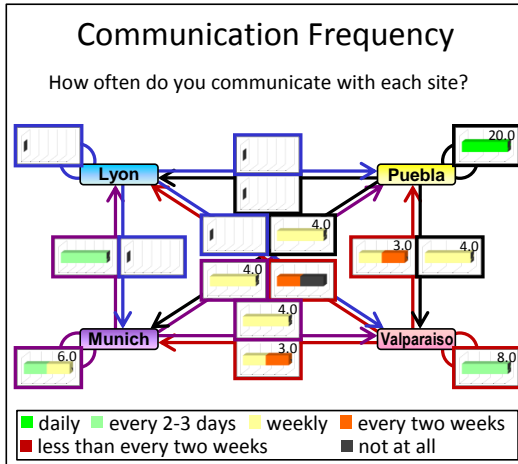 Communication Frequency
How often do you communicate with each site?
20.0
Lyon
Puebla
4.0
3.0
4.0
4.0
4.0
Munich
Valparaiso
6.0
3.0
8.0
daily every 2-3 days weekly every two weeks
less than every two weeks not at all